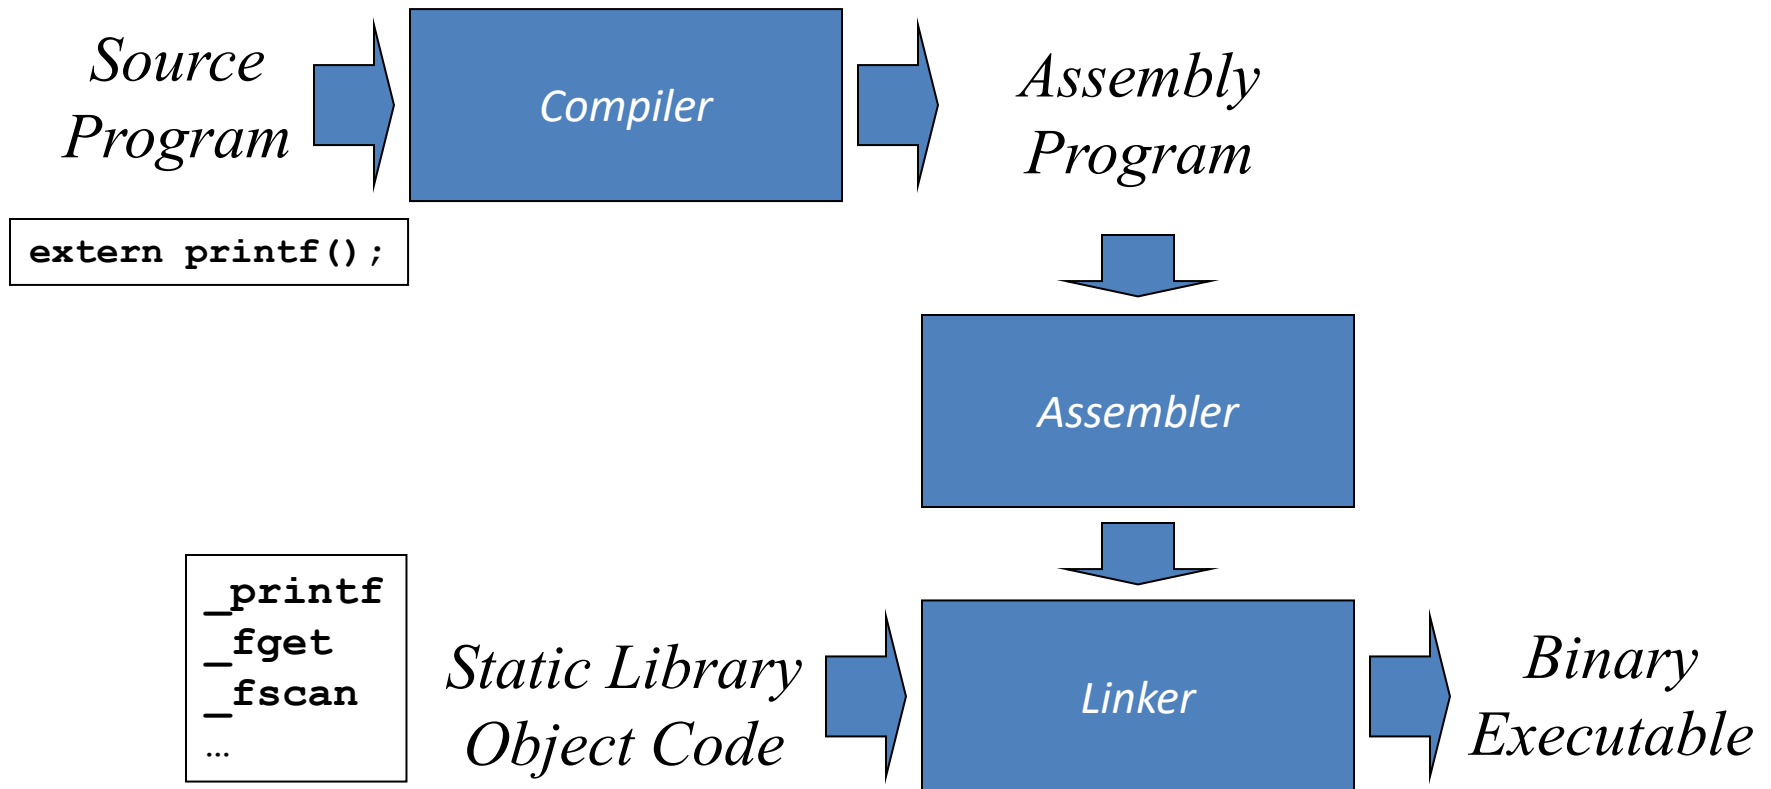 Source
Program
Compiler
Assembly
Program
extern printf();
Assembler
_printf
_fget
_fscan
...
Static Library
Object Code
Linker
Binary
Executable